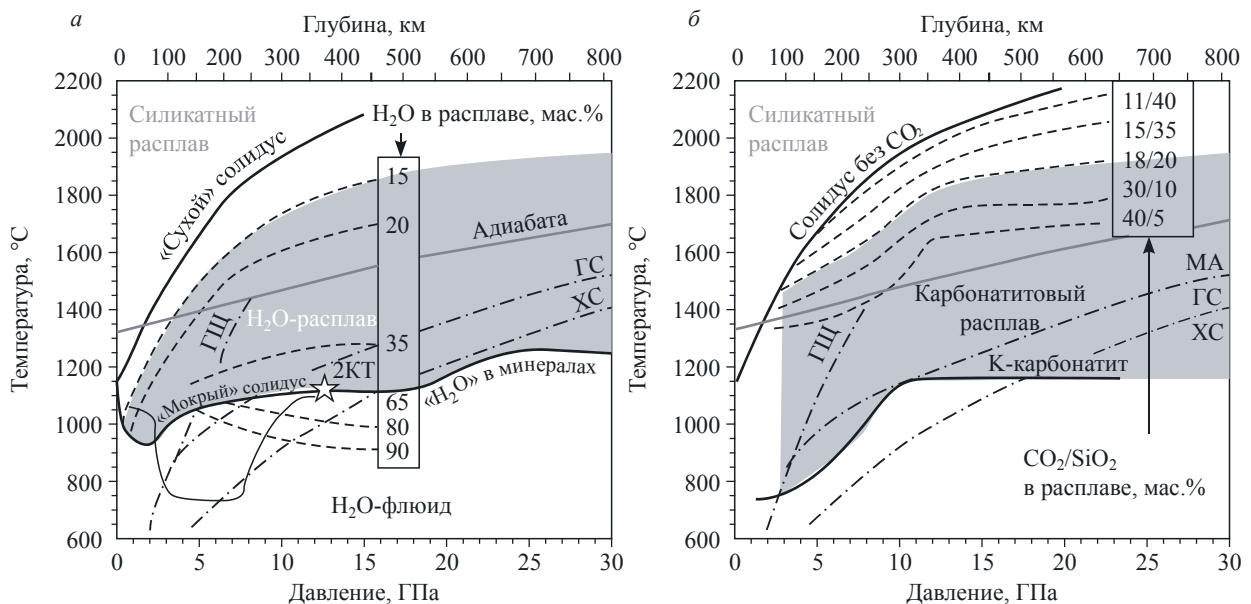 а
Глубина, км
0 100 200 300 400 500 600 700 800
2200
2000
1800
1600
1400
1200
1000
800
600
Температура, °C
Силикатный
расплав
«Сухой» солидус
H₂O в расплаве, мас.%
15
20
35
65
80
90
Адиабата
ГС
ХС
ГЩ
H₂O-расплав
2КТ
«Мокрый» солидус
«H₂O» в минералах
H₂O-флюид
0 5 10 15 20 25 30
Давление, ГПа
б
Глубина, км
0 100 200 300 400 500 600 700 800
2200
2000
1800
1600
1400
1200
1000
800
600
Температура, °C
Силикатный
расплав
Солидус без CO₂
11/40
15/35
18/20
30/10
40/5
МА
ГС
ХС
ГЩ
Карбонатитовый
расплав
К-карбонатит
CO₂/SiO₂
в расплаве, мас.%
0 5 10 15 20 25 30
Давление, ГПа